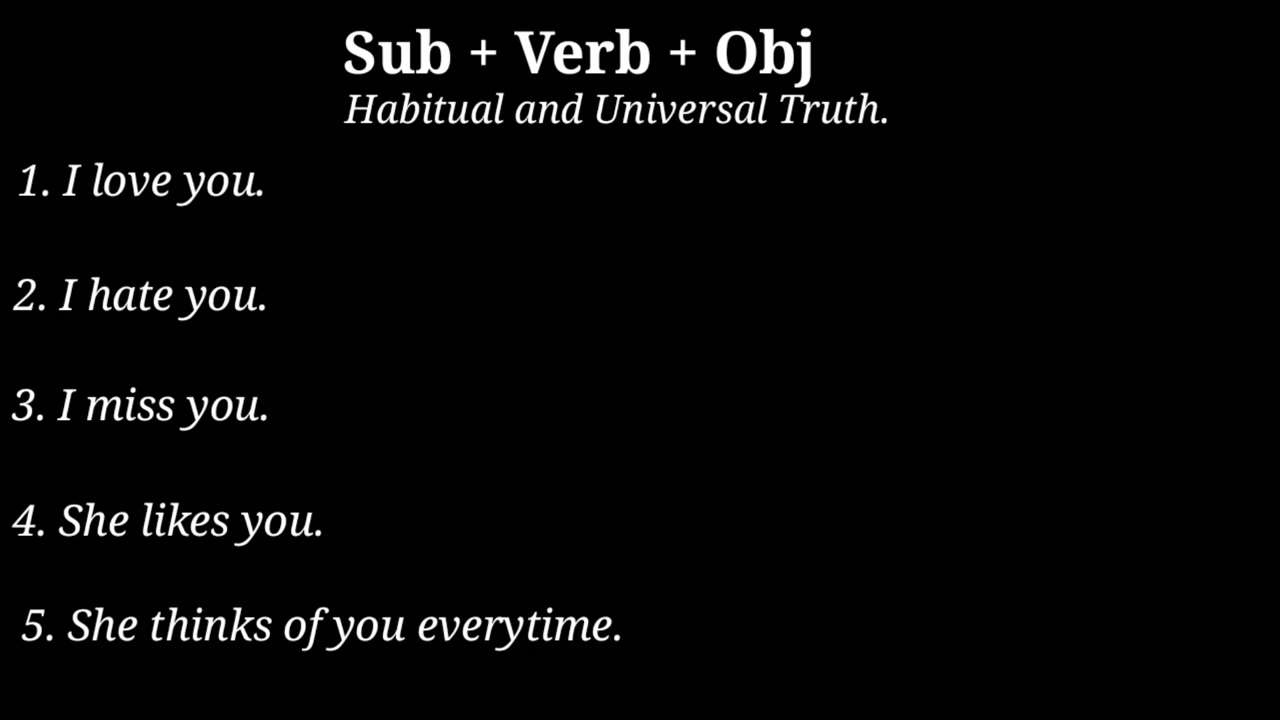 Sub + Verb + Obj
Habitual and Universal Truth.
1. I love you.
2. I hate you.
3. I miss you.
4. She likes you.
5. She thinks of you everytime.